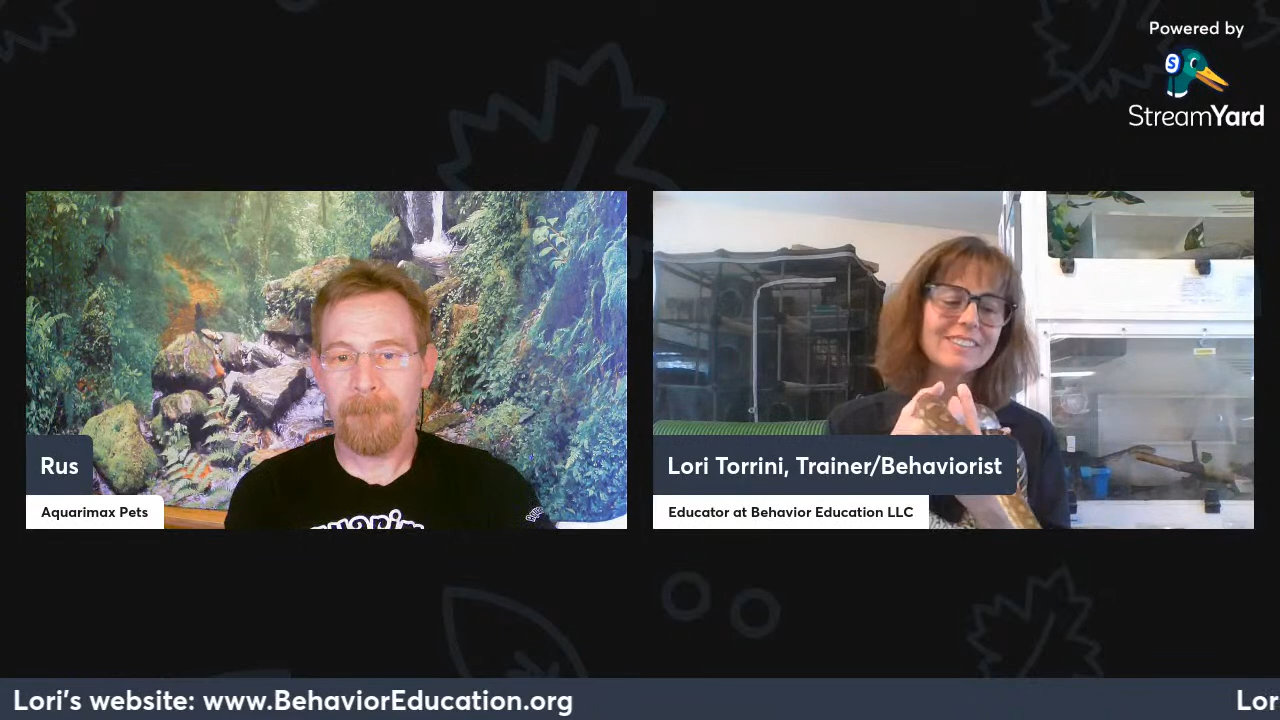 Powered by
StreamYard
Rus
Aquarimax Pets
Lori Torrini, Trainer/Behaviorist
Educator at Behavior Education LLC
Lori's website: www.BehaviorEducation.org
Lor